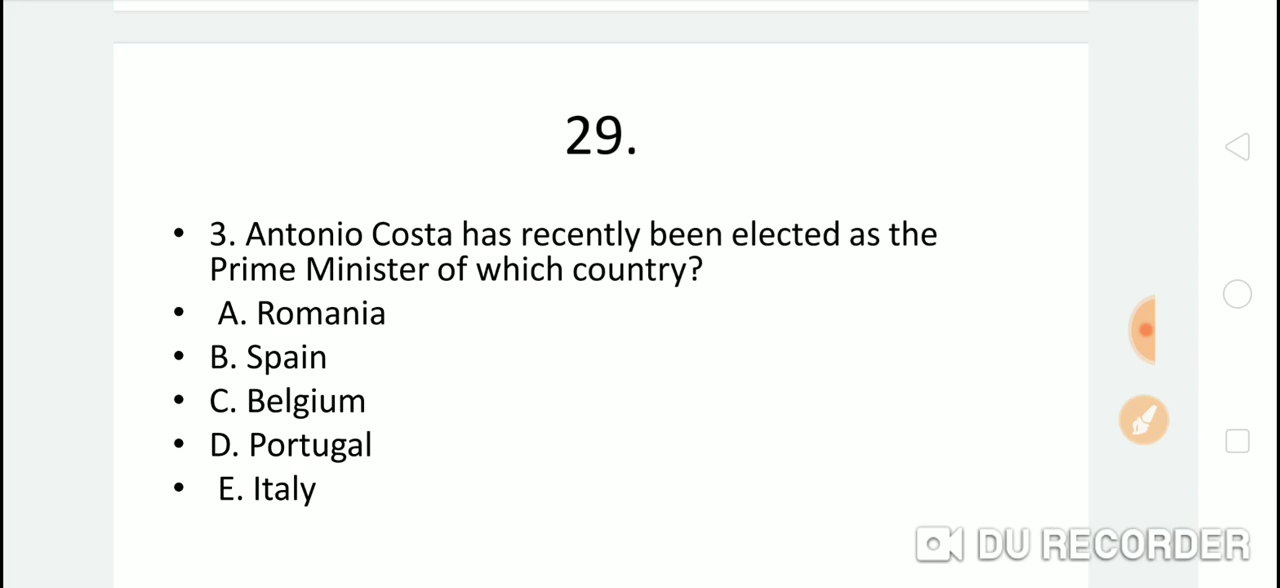 29.
• 3. Antonio Costa has recently been elected as the
Prime Minister of which country?
• A. Romania
• B. Spain
• C. Belgium
• D. Portugal
• E. Italy
DU RECORDER